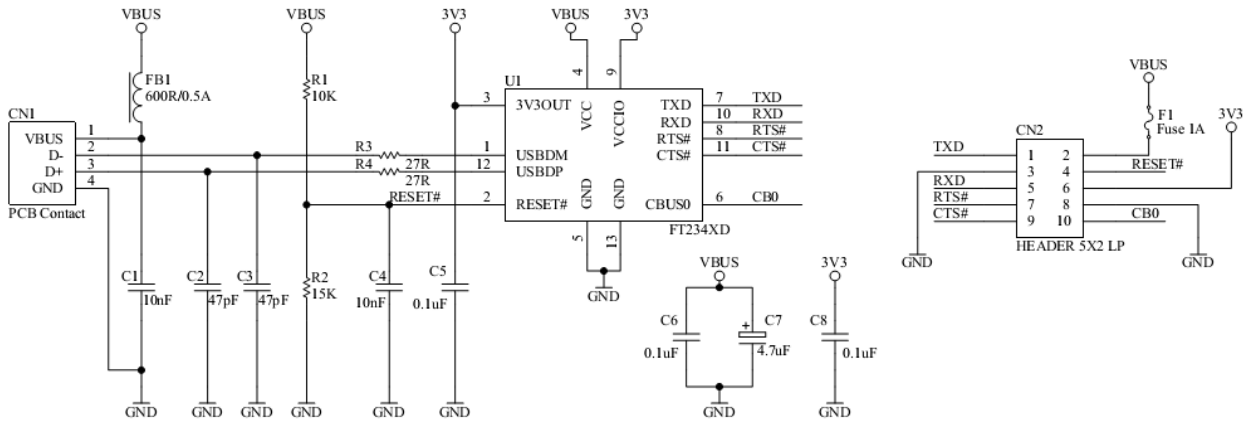 VBUS
VBUS
3V3
VBUS
3V3
FB1
600R/0.5A
R1
10K
U1
4
9
CN1
VBUS
D-
D+
GND
PCB Contact
1
2
3
4
R3
27R
R4
27R
RESET#
3
1
12
2
3V3OUT
USBDM
USBDP
RESET#
VCC
VCCIO
GND
GND
TXD
RXD
RTS#
CTS#
CBUS0
7
10
8
11
6
TXD
RXD
RTS#
CTS#
CB0
FT234XD
5
13
GND
C1
10nF
C2
47pF
C3
47pF
R2
15K
C4
10nF
C5
0.1uF
GND
GND
GND
GND
GND
GND
VBUS
C6
0.1uF
+
C7
4.7uF
GND
3V3
C8
0.1uF
GND
VBUS
F1
Fuse 1A
3V3
CN2
TXD
RXD
RTS#
CTS#
1 2
3 4
5 6
7 8
9 10
RESET#
CB0
HEADER 5X2 LP
GND
GND